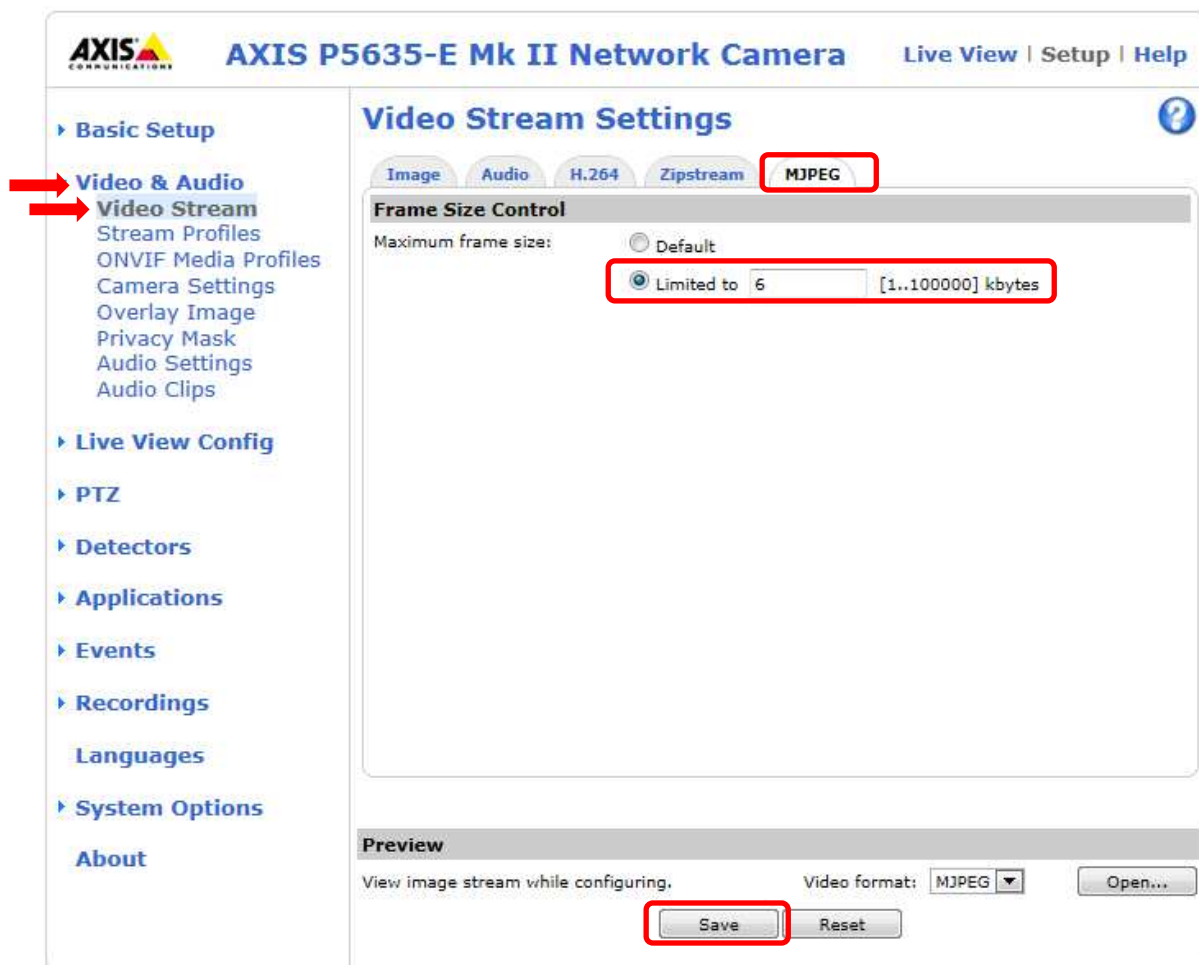 AXIS COMMUNICATIONS
AXIS P5635-E Mk II Network Camera
Live View | Setup | Help
Basic Setup
Video & Audio
Video Stream
Stream Profiles
ONVIF Media Profiles
Camera Settings
Overlay Image
Privacy Mask
Audio Settings
Audio Clips
Live View Config
PTZ
Detectors
Applications
Events
Recordings
Languages
System Options
About
Video Stream Settings
?
Image Audio H.264 Zipstream MJPEG
Frame Size Control
Maximum frame size: Default
Limited to 6 [1..100000] kbytes
Preview
View image stream while configuring. Video format: MJPEG Open...
Save Reset